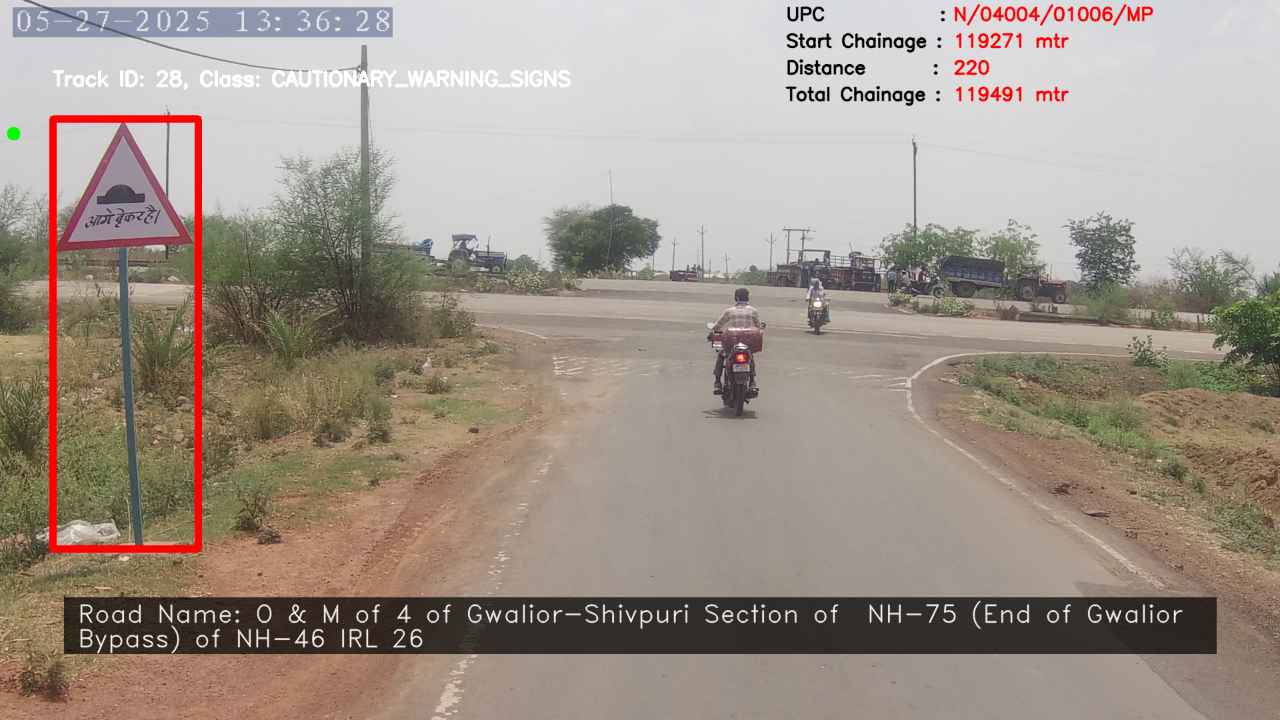 05-27-2025 13:36:28
UPC : N/04004/01006/MP
Start Chainage : 119271 mtr
Distance : 220
Total Chainage : 119491 mtr
Track ID: 28, Class: CAUTIONARY_WARNING_SIGNS
आगे ब्रेकर है।
Road Name: O & M of 4 of Gwalior-Shivpuri Section of NH-75 (End of Gwalior
Bypass) of NH-46 IRL 26